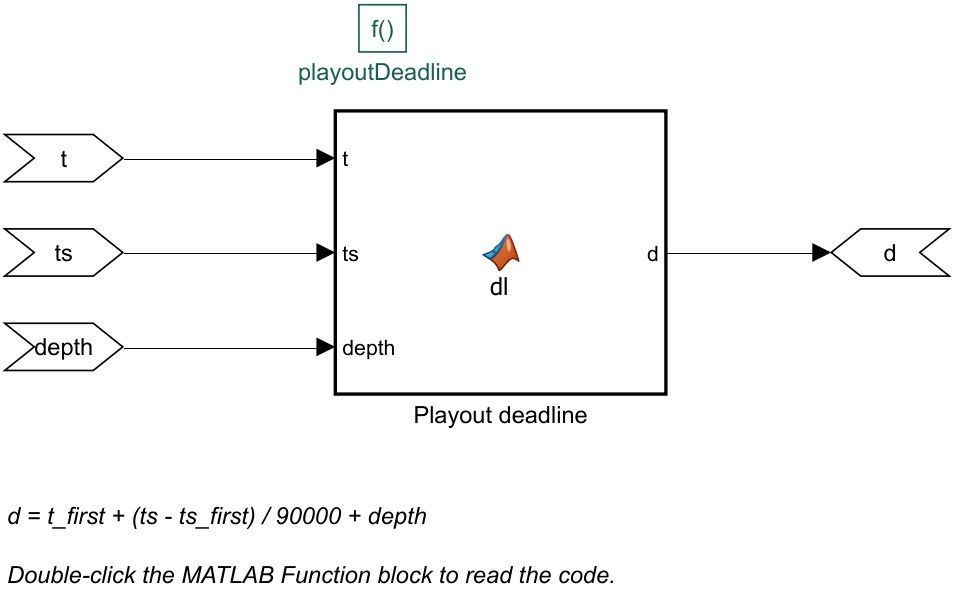 f()
playoutDeadline
t
t
ts
ts
dl
d
d
depth
depth
Playout deadline
d = t_first + (ts - ts_first) / 90000 + depth
Double-click the MATLAB Function block to read the code.